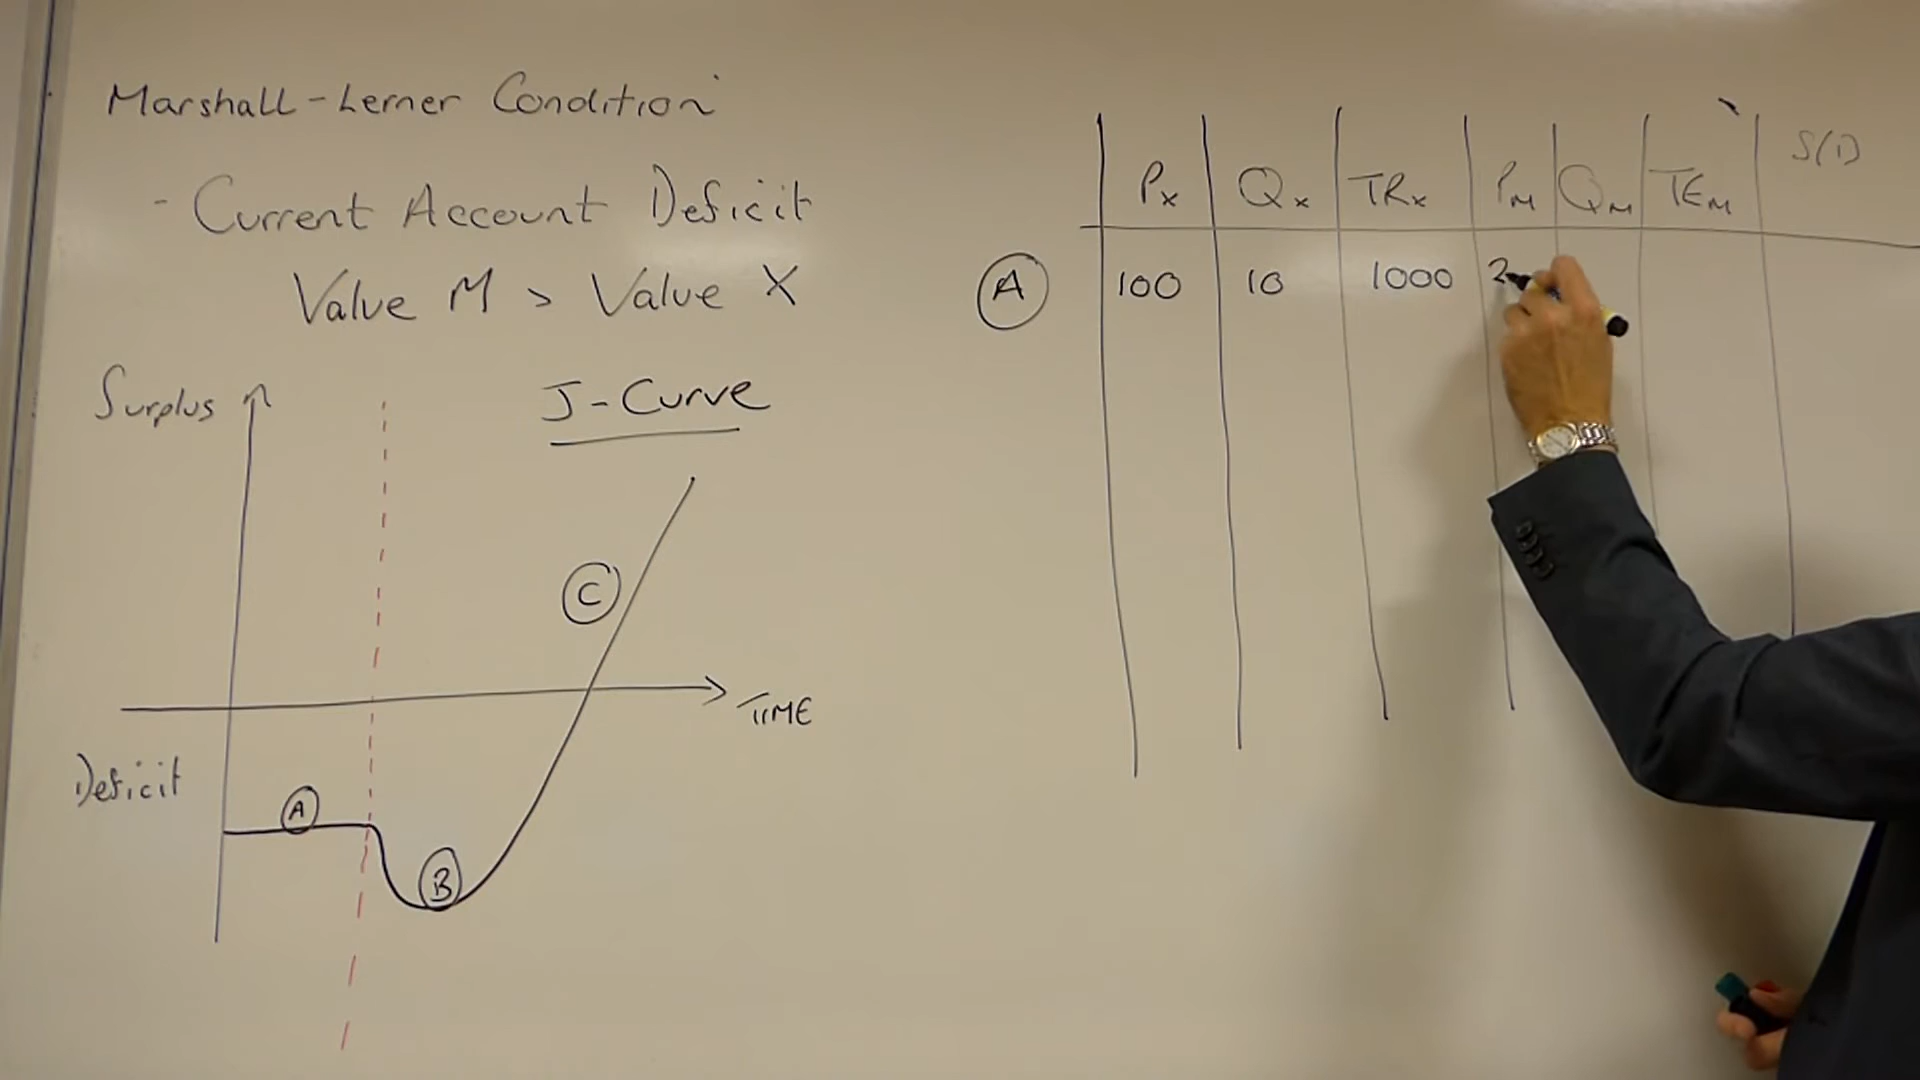 Marshall-Lerner Condition
- Current Account Deficit
Value M > Value X
Surplus
J-Curve
C
TIME
Deficit
A
B
Px Qx TRx PM QM TEM S(D)
A 100 10 1000 2